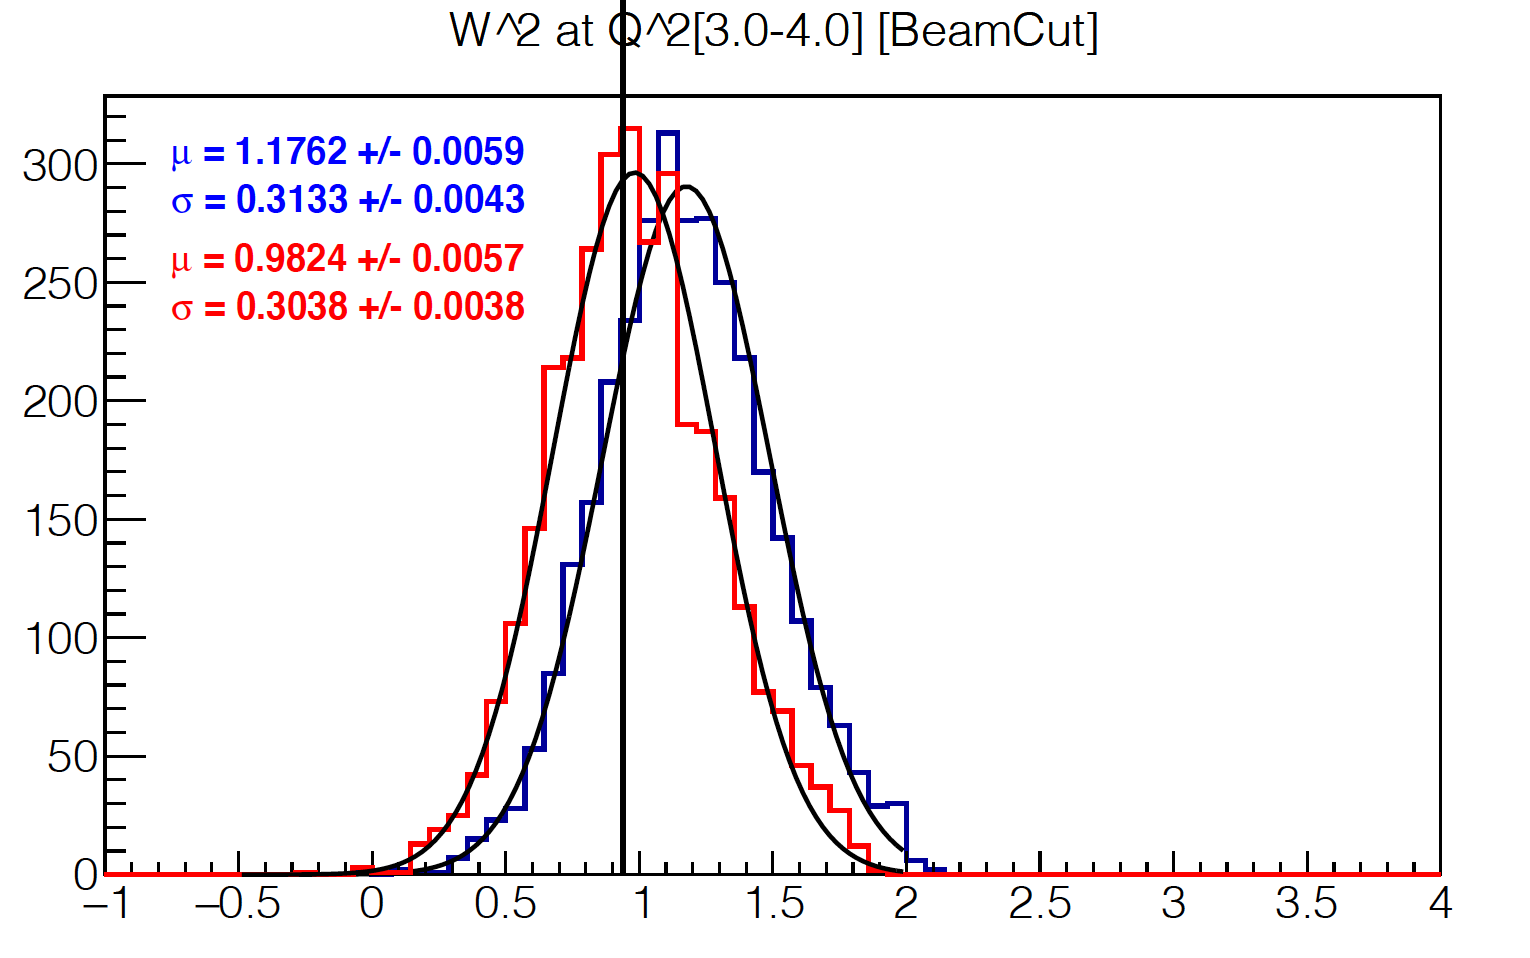 W^2 at Q^2[3.0-4.0] [BeamCut]
μ = 1.1762 +/- 0.0059
σ = 0.3133 +/- 0.0043
μ = 0.9824 +/- 0.0057
σ = 0.3038 +/- 0.0038
300
250
200
150
100
50
0
−1 −0.5 0 0.5 1 1.5 2 2.5 3 3.5 4